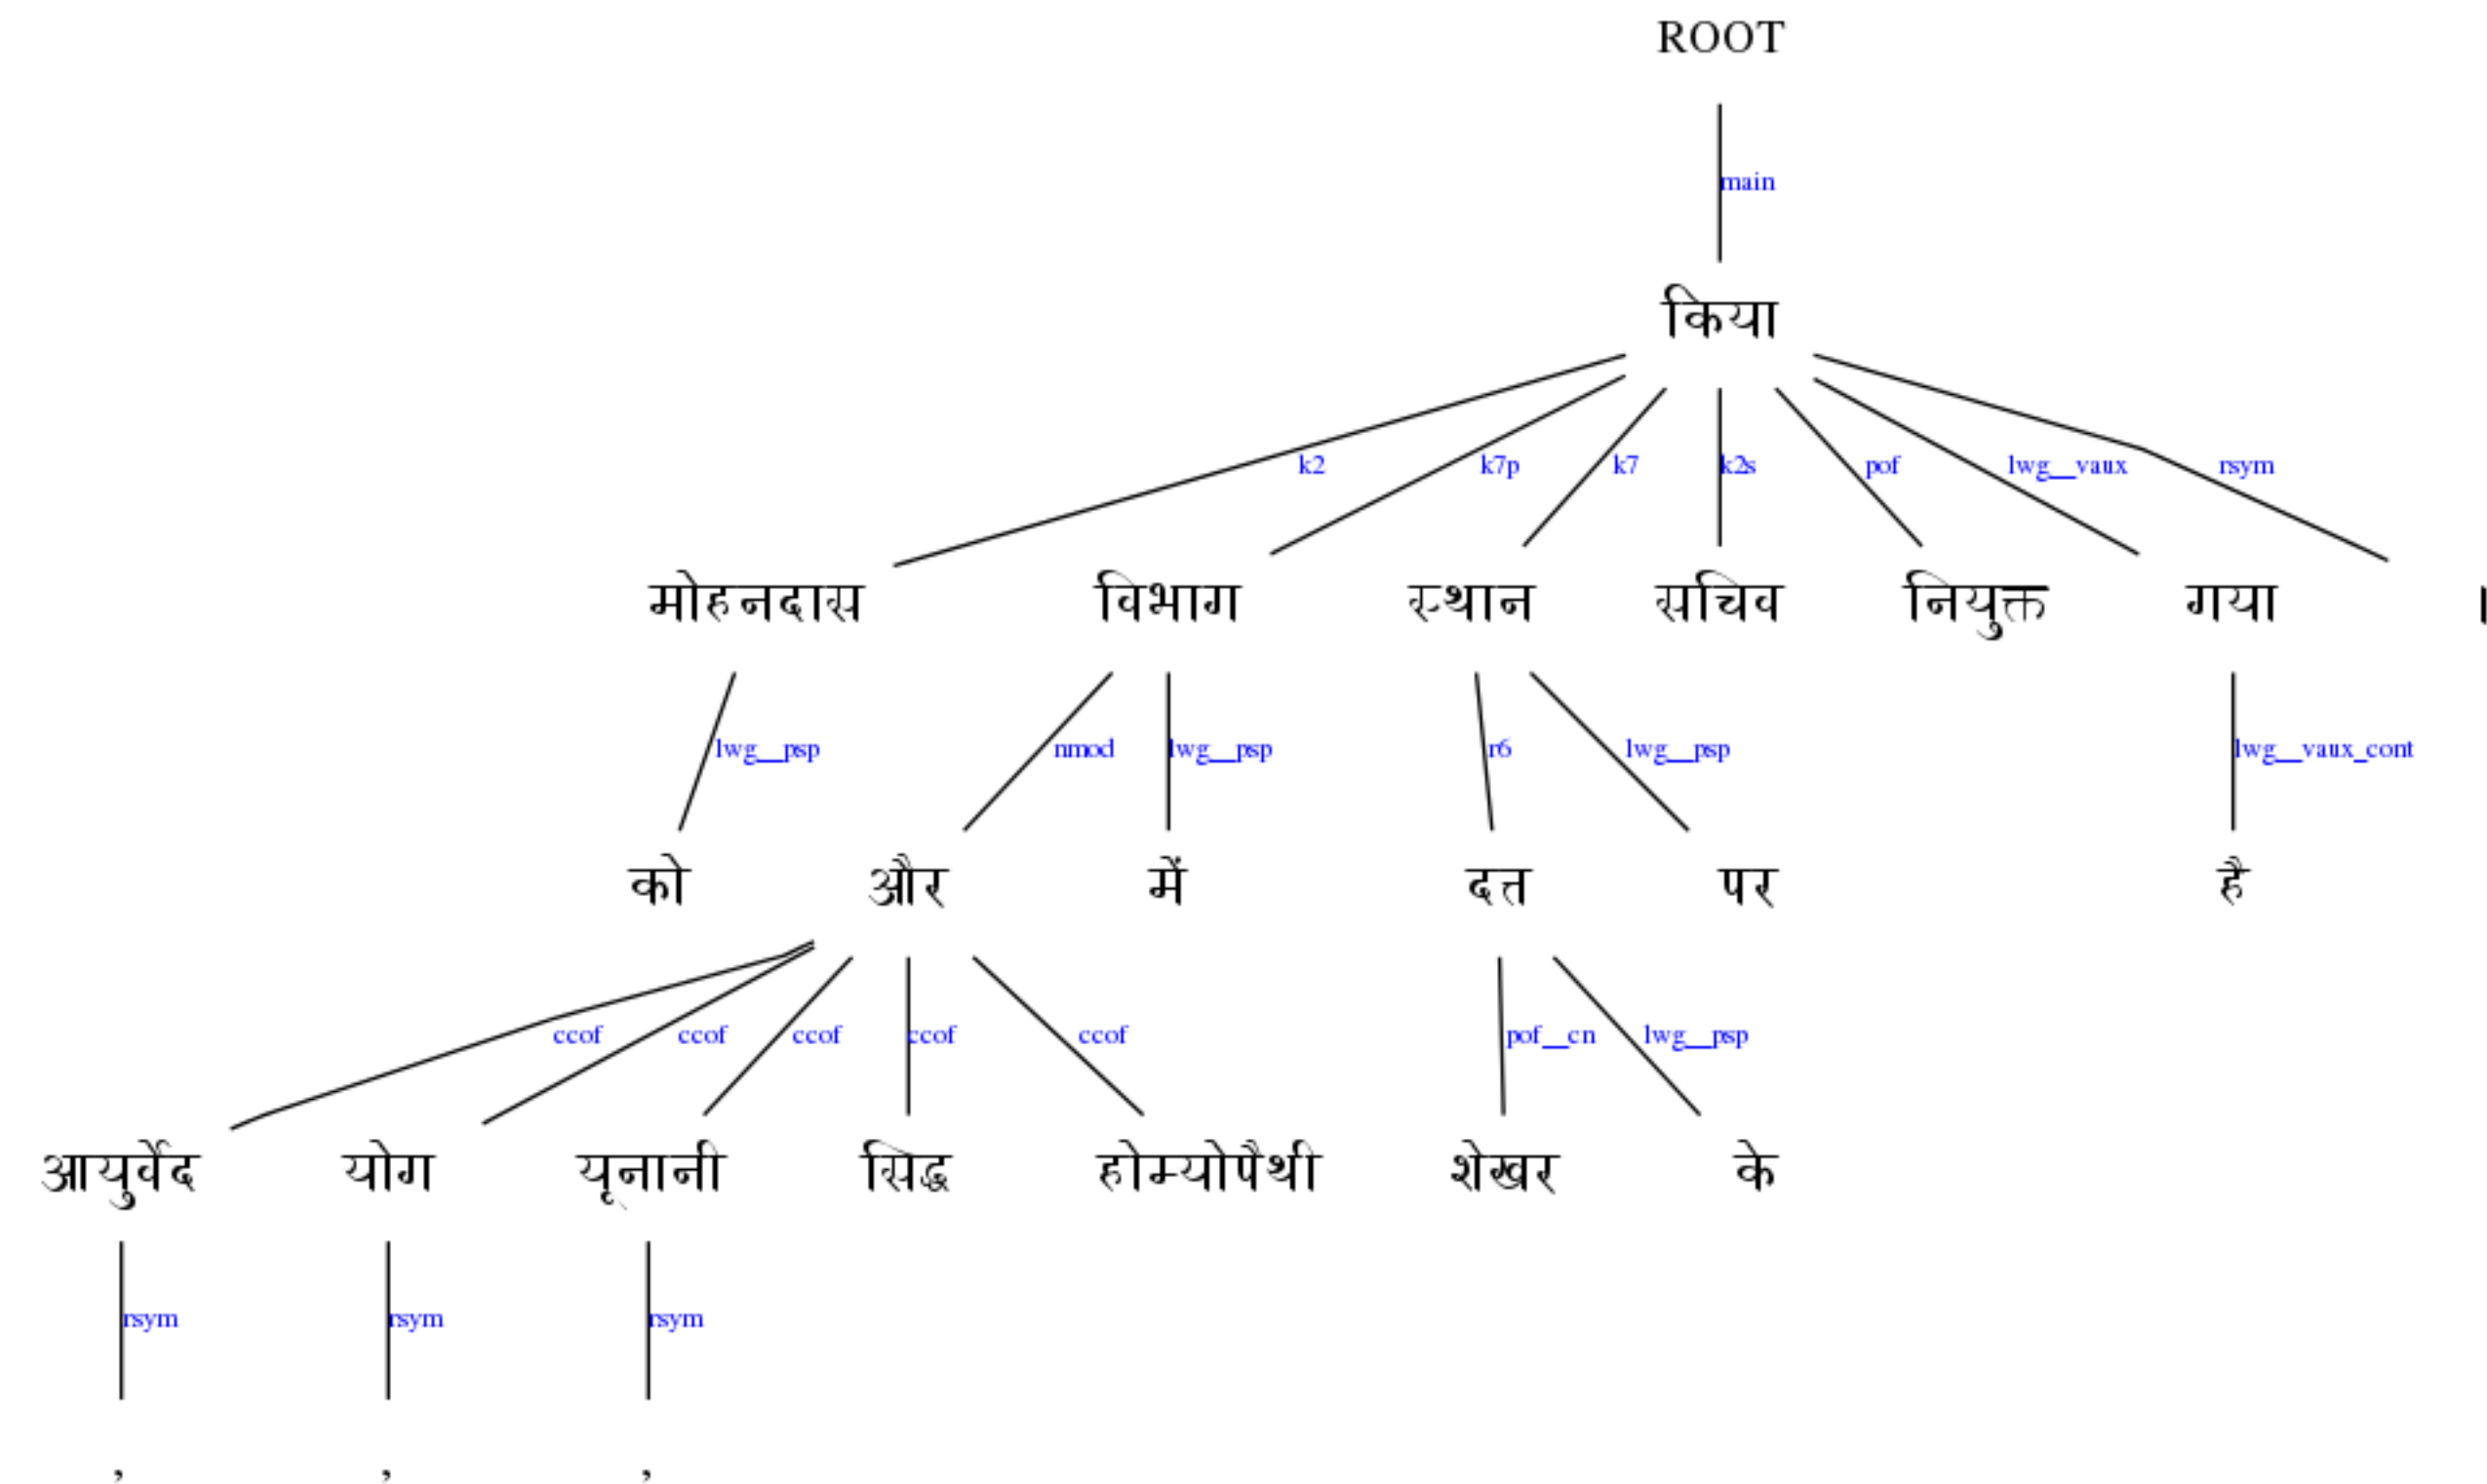 ROOT
main
किया
k2 k7p k7 k2s pof lwg__vaux rsym
मोहनदास विभाग स्थान सचिव नियुक्त गया ।
lwg__psp nmod lwg__psp r6 lwg__psp lwg__vaux_cont
को और में दत्त पर है
ccof ccof ccof ccof ccof pof__cn lwg__psp
आयुर्वेद योग यूनानी सिद्ध होम्योपैथी शेखर के
rsym rsym rsym
, , ,